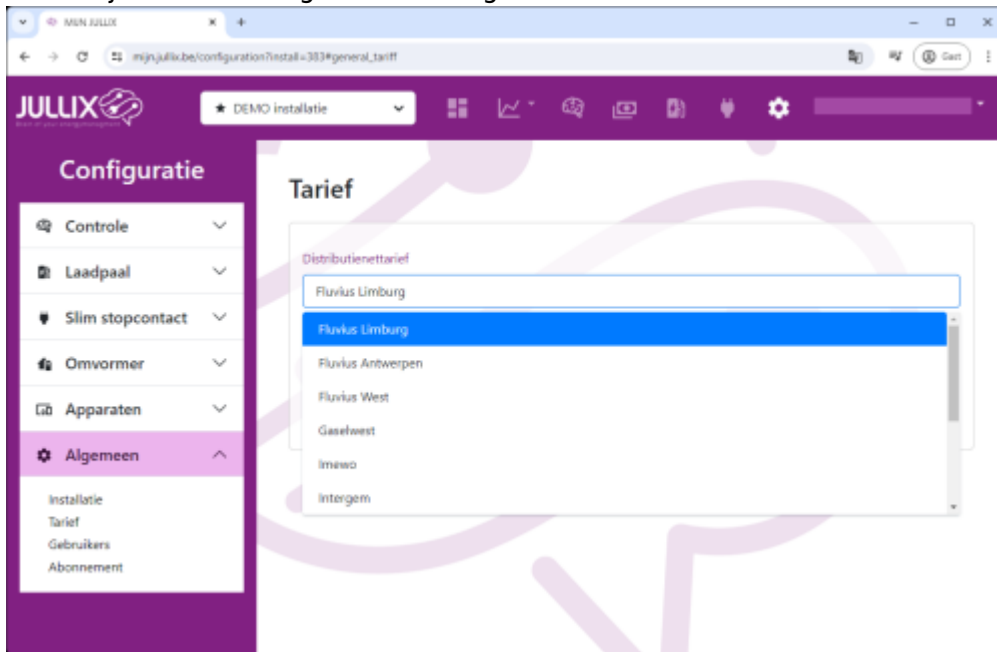 MIJN JULLIX
mijn.jullix.be/configuration?install=383#general_tariff
Gast
JULLIX
DEMO installatie
Configuratie
Controle
Laadpaal
Slim stopcontact
Omvormer
Apparaten
Algemeen
Installatie
Tarief
Gebruikers
Abonnement
Tarief
Distributienettarief
Fluvius Limburg
Fluvius Limburg
Fluvius Antwerpen
Fluvius West
Gaselwest
Imewo
Intergem